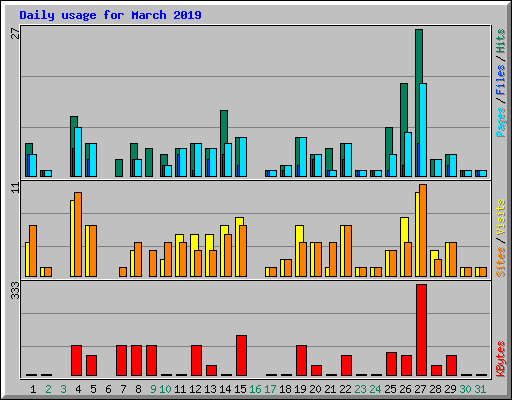 Daily usage for March 2019
27
Pages / Files / Hits
11
Sites / Visits
333
KBytes
1 2 3 4 5 6 7 8 9 10 11 12 13 14 15 16 17 18 19 20 21 22 23 24 25 26 27 28 29 30 31